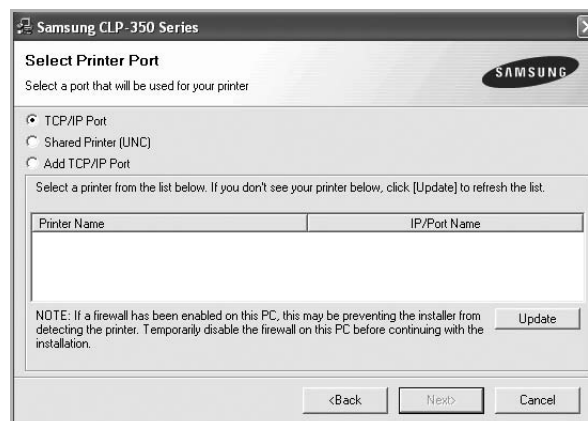 Samsung CLP-350 Series
Select Printer Port
Select a port that will be used for your printer
SAMSUNG
TCP/IP Port
Shared Printer (UNC)
Add TCP/IP Port
Select a printer from the list below. If you don't see your printer below, click [Update] to refresh the list.
Printer Name
IP/Port Name
NOTE: If a firewall has been enabled on this PC, this may be preventing the installer from
detecting the printer. Temporarily disable the firewall on this PC before continuing with the
installation.
Update
<Back
Next>
Cancel